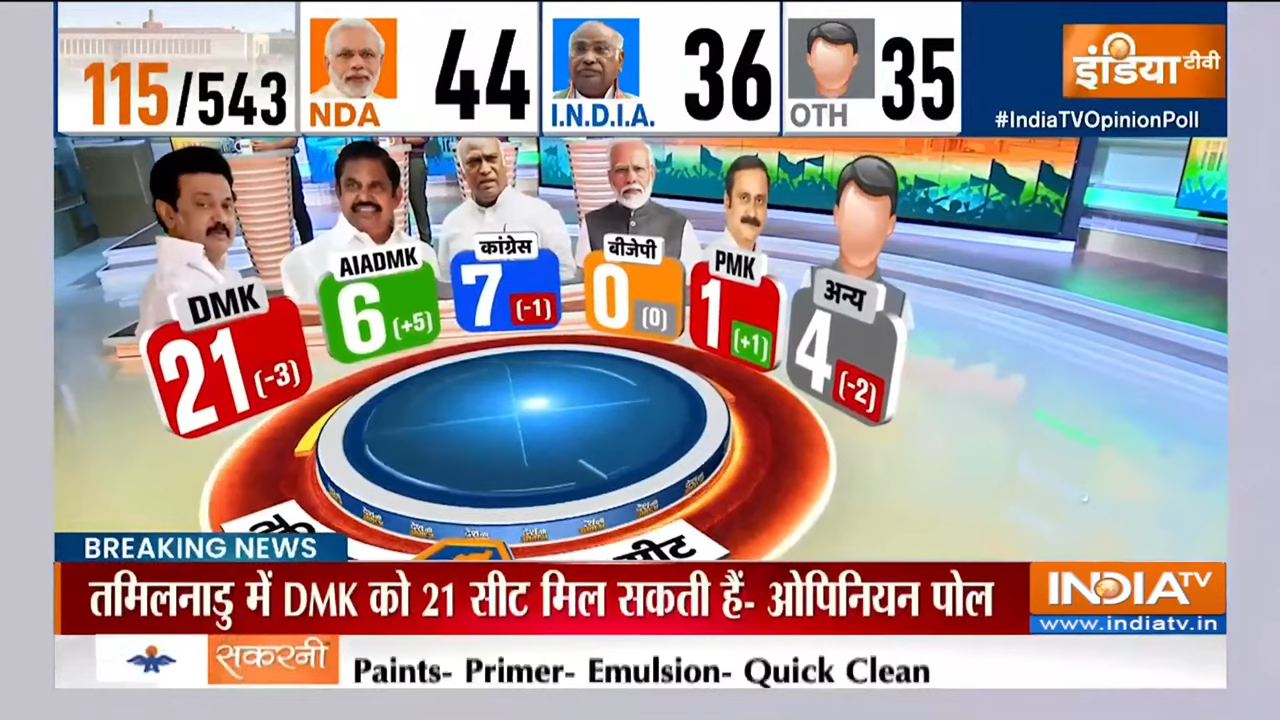 115/543
NDA
44
I.N.D.I.A.
36
OTH
35
इंडिया टीवी
#IndiaTVOpinionPoll
DMK
21 (-3)
AIADMK
6 (+5)
कांग्रेस
7 (-1)
बीजेपी
0 (0)
PMK
1 (+1)
अन्य
4 (-2)
सीट
BREAKING NEWS
तमिलनाडु में DMK को 21 सीट मिल सकती हैं- ओपिनियन पोल
INDIA TV
www.indiatv.in
सकरनी
Paints- Primer- Emulsion- Quick Clean